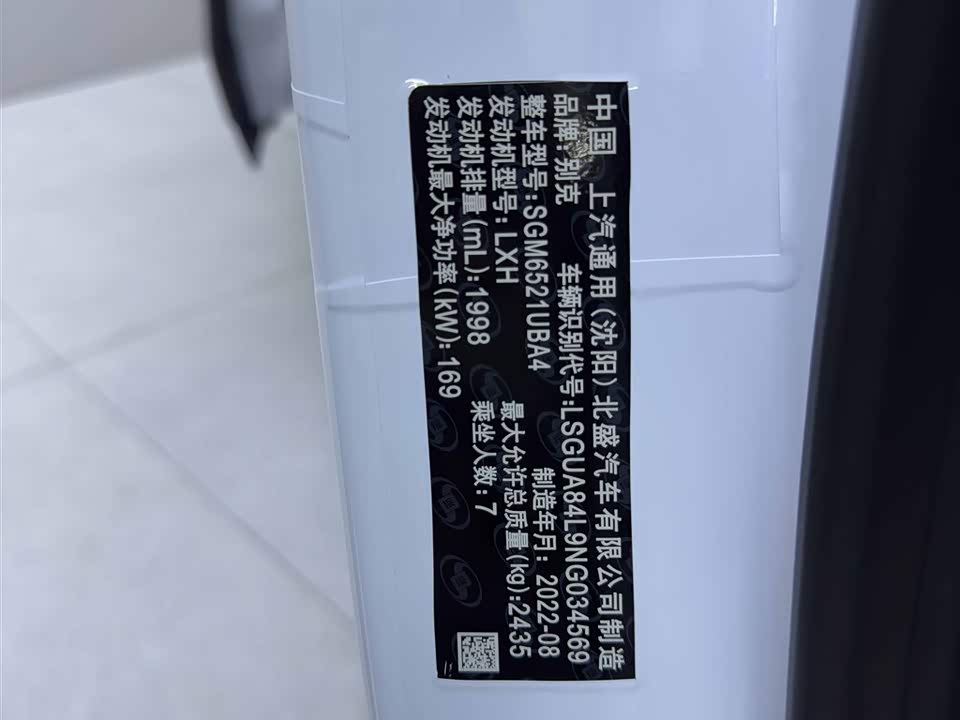 中国 上汽通用(沈阳)北盛汽车有限公司制造
品牌:别克 车辆识别代号:LSGUA84L9NG034569
整车型号:SGM6521UBA4 制造年月: 2022-08
发动机型号: LXH 最大允许总质量(kg):2435
发动机排量(mL):1998 乘坐人数: 7
发动机最大净功率(kW): 169